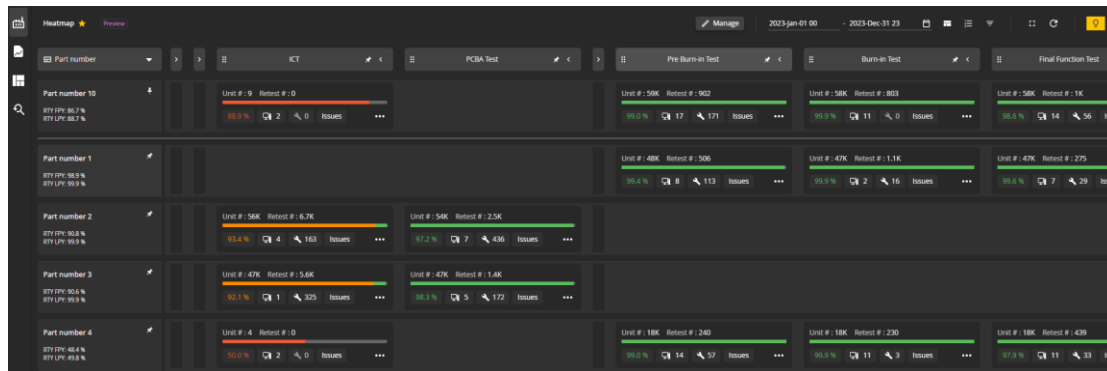 Heatmap Preview Manage 2023-Jan-01 00 - 2023-Dec-31 23
Part number ICT PCBA Test Pre Burn-in Test Burn-in Test Final Function Test
Part number 10 Unit # : 9 Retest # : 0 Unit # : 59K Retest # : 902 Unit # : 58K Retest # : 803 Unit # : 58K Retest # : 1K
RTY FPY: 86.7 %
RTY LPY: 88.7 %
88.9 % 2 0 Issues ••• 99.0 % 17 171 Issues ••• 99.9 % 11 0 Issues ••• 98.6 % 14 56
Part number 1 Unit # : 48K Retest # : 506 Unit # : 47K Retest # : 1.1K Unit # : 47K Retest # : 275
RTY FPY: 98.9 %
RTY LPY: 99.9 %
99.4 % 8 113 Issues ••• 99.9 % 2 16 Issues ••• 99.6 % 7 29
Part number 2 Unit # : 56K Retest # : 6.7K Unit # : 54K Retest # : 2.5K
RTY FPY: 90.8 %
RTY LPY: 99.9 %
93.4 % 4 163 Issues ••• 97.2 % 7 436 Issues •••
Part number 3 Unit # : 47K Retest # : 5.6K Unit # : 47K Retest # : 1.4K
RTY FPY: 90.6 %
RTY LPY: 99.9 %
92.1 % 1 325 Issues ••• 98.3 % 5 172 Issues •••
Part number 4 Unit # : 4 Retest # : 0 Unit # : 18K Retest # : 240 Unit # : 18K Retest # : 230 Unit # : 18K Retest # : 439
RTY FPY: 48.4 %
RTY LPY: 49.8 %
50.0 % 2 0 Issues ••• 99.0 % 14 57 Issues ••• 99.9 % 11 3 Issues ••• 97.9 % 11 33